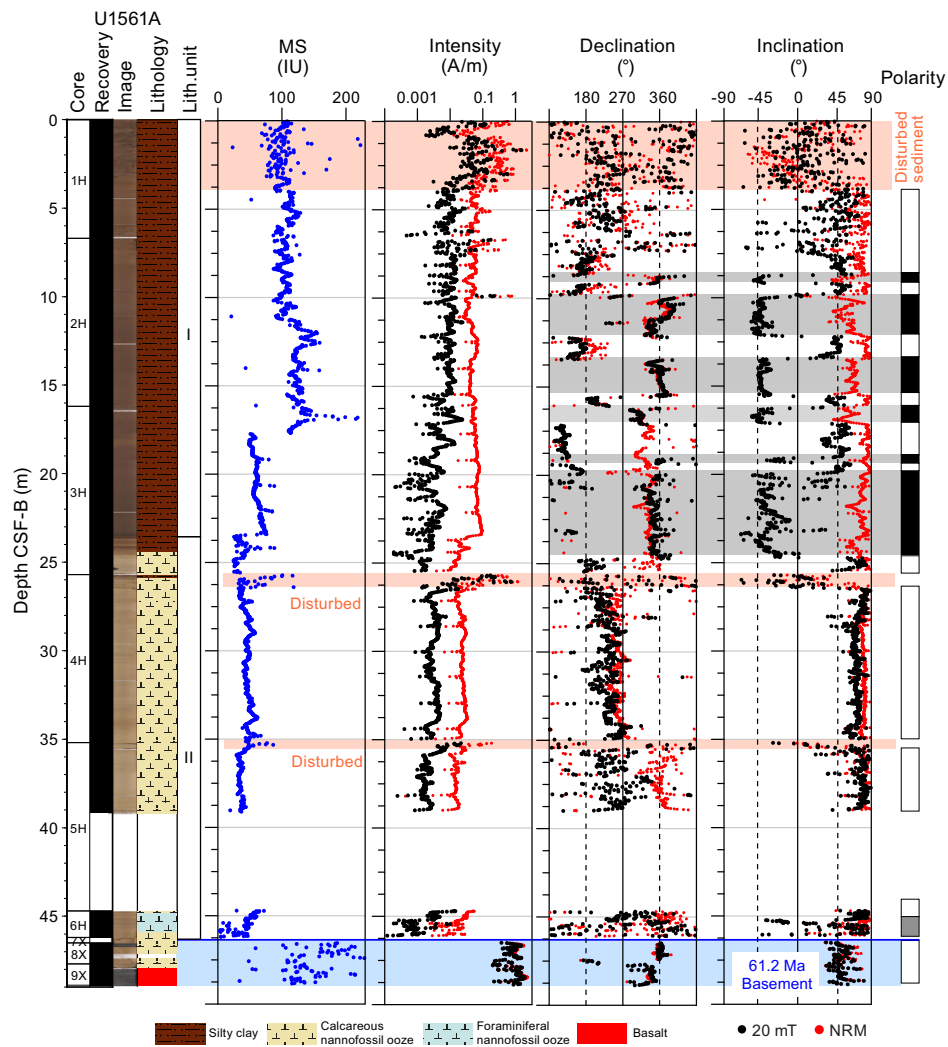 U1561A
Core
Recovery
Image
Lithology
Lith.unit
MS
(IU)
Intensity
(A/m)
Declination
(°)
Inclination
(°)
Polarity
0 100 200
0.001 0.1 1
180 270 360
-90 -45 0 45 90
Depth CSF-B (m)
0
5
10
15
20
25
30
35
40
45
1H
2H
3H
4H
5H
6H
7X
8X
9X
I
II
Disturbed
sediment
Disturbed
Disturbed
61.2 Ma
Basement
Silty clay
Calcareous
nannofossil ooze
Foraminiferal
nannofossil ooze
Basalt
20 mT
NRM